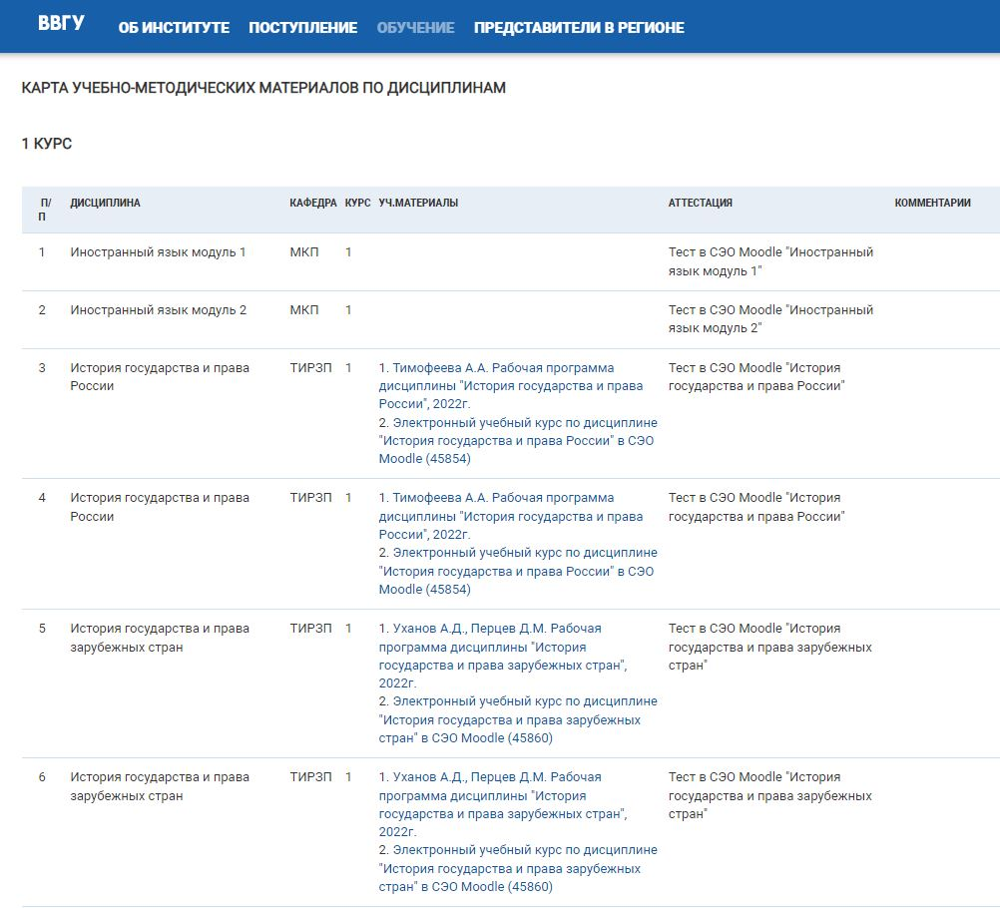 ВВГУ
ОБ ИНСТИТУТЕ ПОСТУПЛЕНИЕ ОБУЧЕНИЕ ПРЕДСТАВИТЕЛИ В РЕГИОНЕ
КАРТА УЧЕБНО-МЕТОДИЧЕСКИХ МАТЕРИАЛОВ ПО ДИСЦИПЛИНАМ
1 КУРС
П/П ДИСЦИПЛИНА КАФЕДРА КУРС УЧ.МАТЕРИАЛЫ АТТЕСТАЦИЯ КОММЕНТАРИИ
1 Иностранный язык модуль 1 МКП 1
Тест в СЭО Moodle "Иностранный
язык модуль 1"
2 Иностранный язык модуль 2 МКП 1
Тест в СЭО Moodle "Иностранный
язык модуль 2"
3 История государства и права
России
ТИРЗП 1
1. Тимофеева А.А. Рабочая программа
дисциплины "История государства и права
России", 2022г.
2. Электронный учебный курс по дисциплине
"История государства и права России" в СЭО
Moodle (45854)
Тест в СЭО Moodle "История
государства и права России"
4 История государства и права
России
ТИРЗП 1
1. Тимофеева А.А. Рабочая программа
дисциплины "История государства и права
России", 2022г.
2. Электронный учебный курс по дисциплине
"История государства и права России" в СЭО
Moodle (45854)
Тест в СЭО Moodle "История
государства и права России"
5 История государства и права
зарубежных стран
ТИРЗП 1
1. Уханов А.Д., Перцев Д.М. Рабочая
программа дисциплины "История
государства и права зарубежных стран",
2022г.
2. Электронный учебный курс по дисциплине
"История государства и права зарубежных
стран" в СЭО Moodle (45860)
Тест в СЭО Moodle "История
государства и права зарубежных
стран"
6 История государства и права
зарубежных стран
ТИРЗП 1
1. Уханов А.Д., Перцев Д.М. Рабочая
программа дисциплины "История
государства и права зарубежных стран",
2022г.
2. Электронный учебный курс по дисциплине
"История государства и права зарубежных
стран" в СЭО Moodle (45860)
Тест в СЭО Moodle "История
государства и права зарубежных
стран"